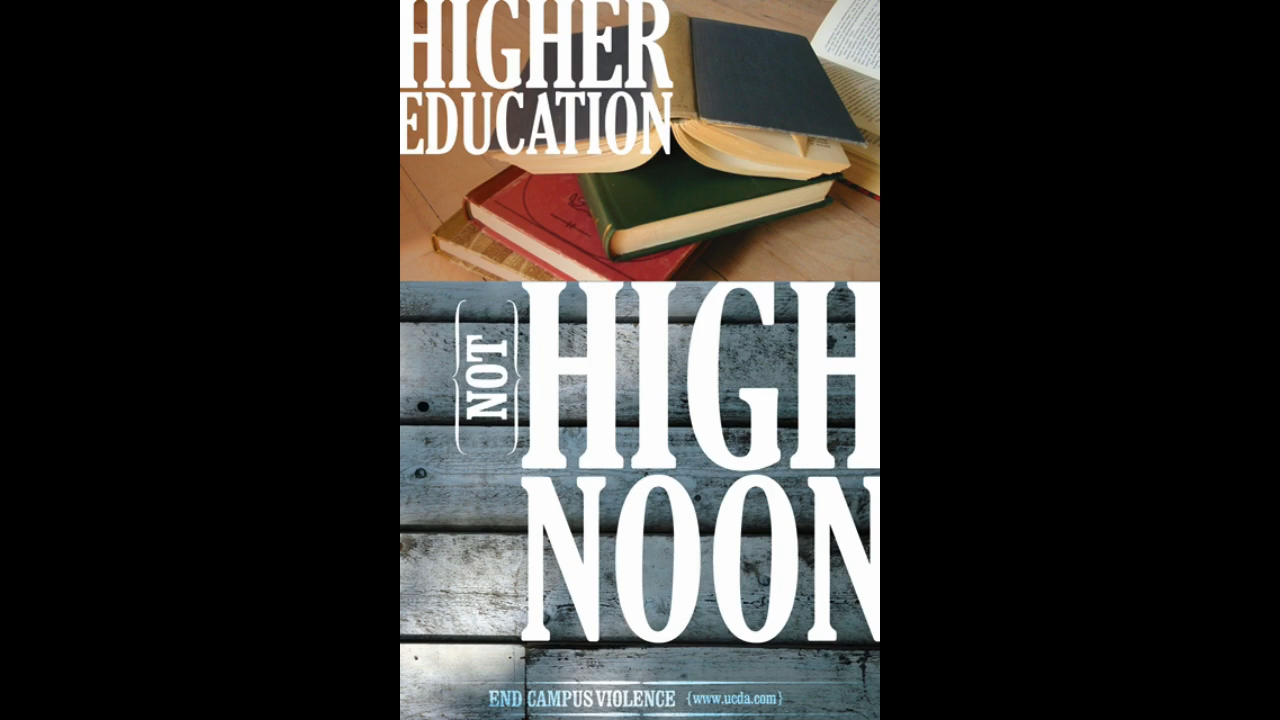 HIGHER
EDUCATION
{NOT}
HIGH
NOON
END CAMPUS VIOLENCE {www.ucda.com}